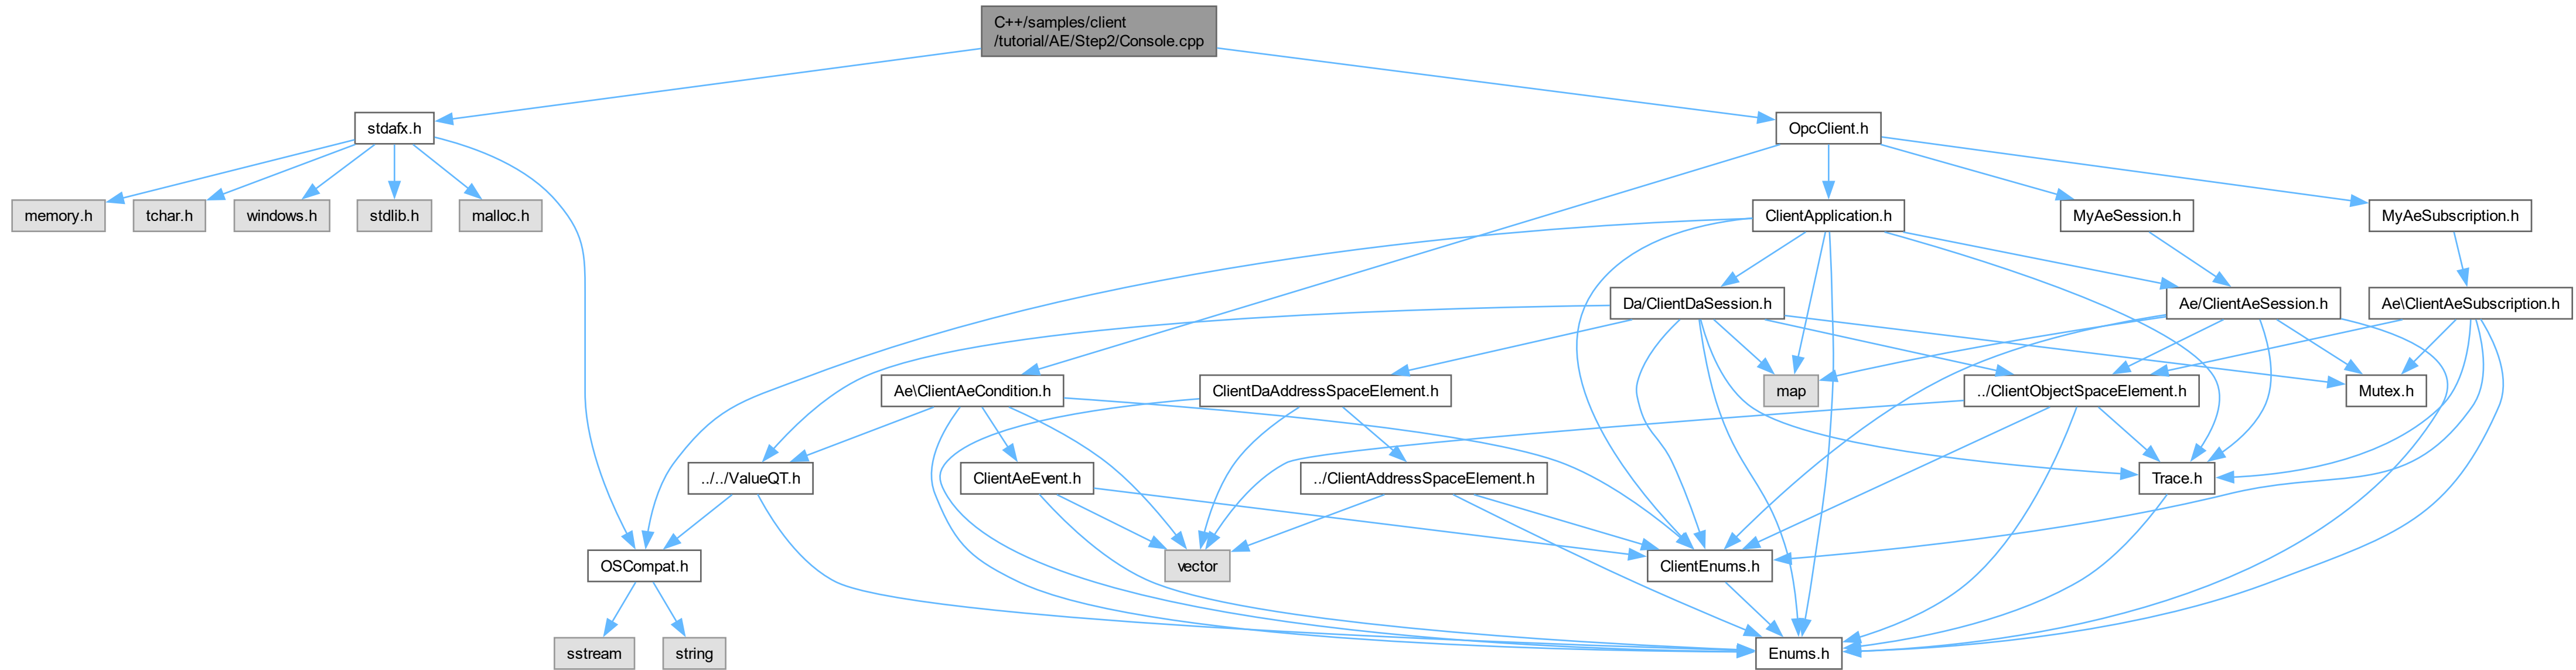 C++/samples/client
/tutorial/AE/Step2/Console.cpp
stdafx.h
OpcClient.h
memory.h
tchar.h
windows.h
stdlib.h
malloc.h
ClientApplication.h
MyAeSession.h
MyAeSubscription.h
Da/ClientDaSession.h
Ae/ClientAeSession.h
Ae\ClientAeSubscription.h
Ae\ClientAeCondition.h
ClientDaAddressSpaceElement.h
map
../ClientObjectSpaceElement.h
Mutex.h
../../ValueQT.h
ClientAeEvent.h
../ClientAddressSpaceElement.h
Trace.h
OSCompat.h
vector
ClientEnums.h
sstream
string
Enums.h